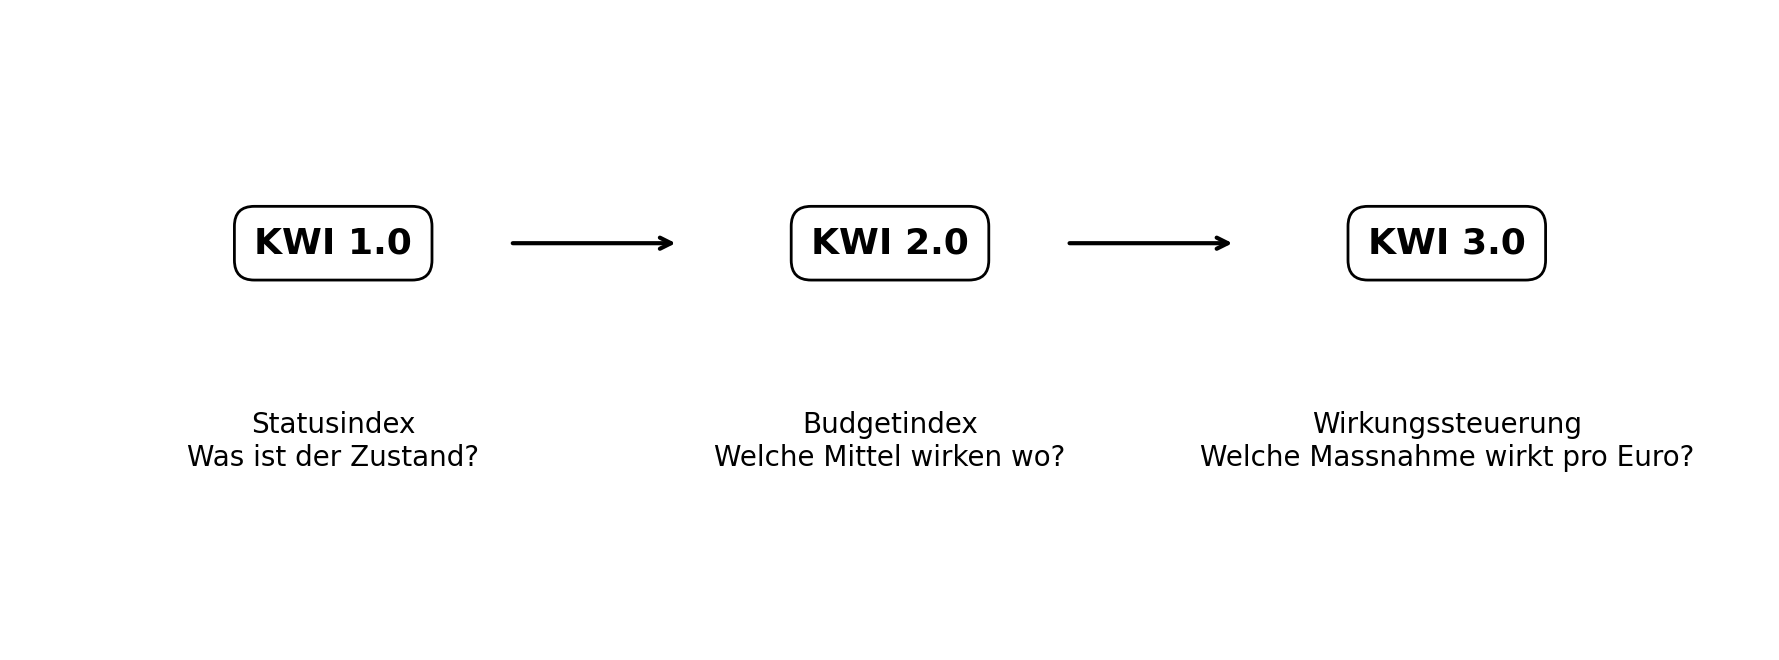 KWI 1.0
KWI 2.0
KWI 3.0
Statusindex
Was ist der Zustand?
Budgetindex
Welche Mittel wirken wo?
Wirkungssteuerung
Welche Massnahme wirkt pro Euro?